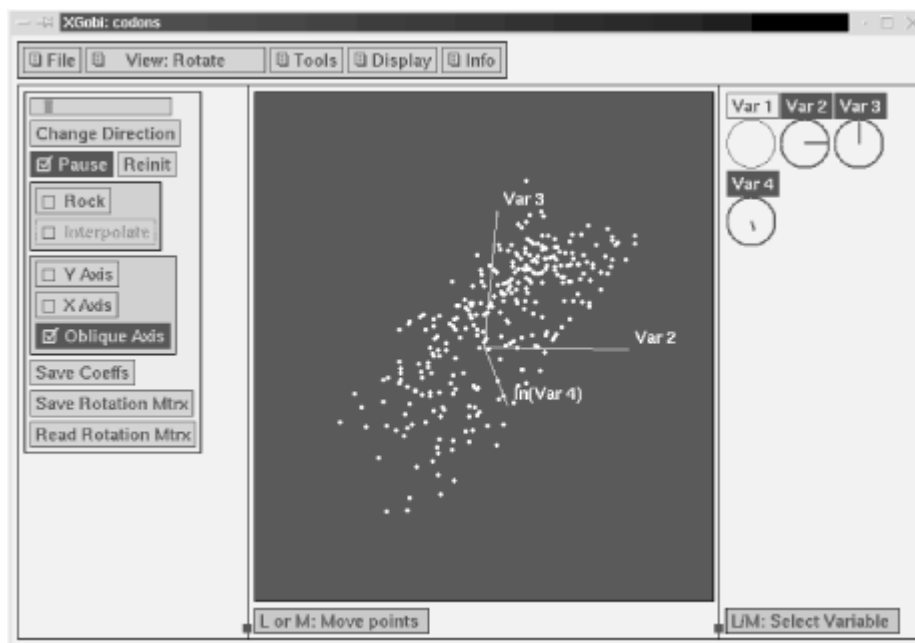 XGobi: codons
File View: Rotate Tools Display Info
Change Direction
Pause Reinit
Rock
Interpolate
Y Axis
X Axis
Oblique Axis
Save Coeffs
Save Rotation Mtrx
Read Rotation Mtrx
Var 3
Var 2
ln(Var 4)
L or M: Move points
Var 1 Var 2 Var 3
Var 4
L/M: Select Variable